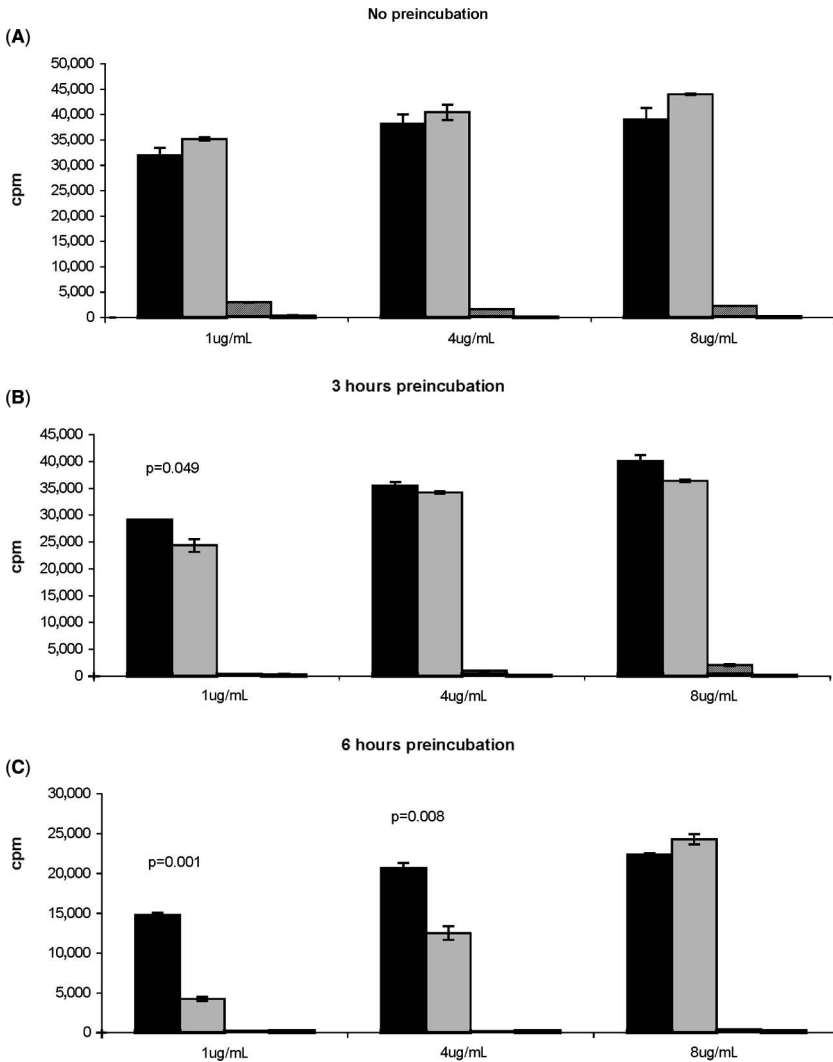 No preincubation
(A)
50,000
45,000
40,000
35,000
30,000
25,000
20,000
15,000
10,000
5,000
0
cpm
1ug/mL
4ug/mL
8ug/mL
3 hours preincubation
(B)
45,000
40,000
35,000
30,000
25,000
20,000
15,000
10,000
5,000
0
cpm
p=0.049
1ug/mL
4ug/mL
8ug/mL
6 hours preincubation
(C)
30,000
25,000
20,000
15,000
10,000
5,000
0
cpm
p=0.001
p=0.008
1ug/mL
4ug/mL
8ug/mL